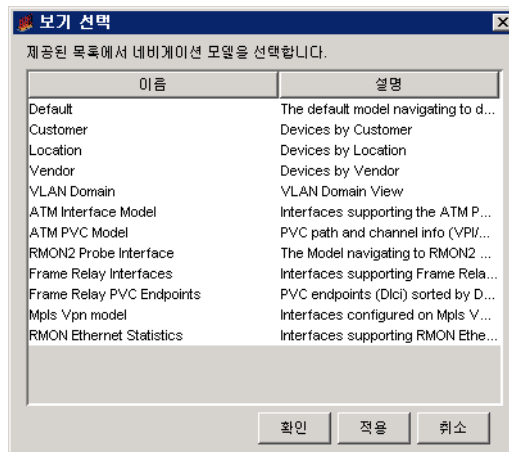 보기 선택
제공된 목록에서 네비게이션 모델을 선택합니다.
이름 설명
Default The default model navigating to d...
Customer Devices by Customer
Location Devices by Location
Vendor Devices by Vendor
VLAN Domain VLAN Domain View
ATM Interface Model Interfaces supporting the ATM P...
ATM PVC Model PVC path and channel info (VPI/...
RMON2 Probe Interface The Model navigating to RMON2 ...
Frame Relay Interfaces Interfaces supporting Frame Rela...
Frame Relay PVC Endpoints PVC endpoints (Dlci) sorted by D...
Mpls Vpn model Interfaces configured on Mpls V...
RMON Ethernet Statistics Interfaces supporting RMON Ethe...
확인 적용 취소